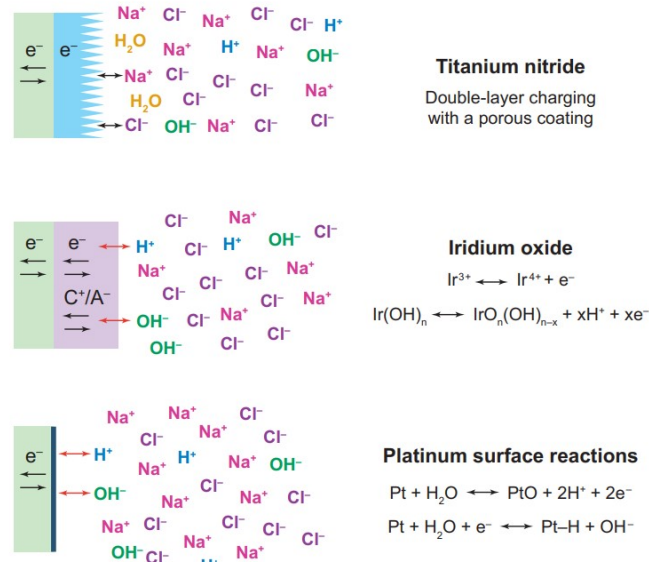 Na⁺ Cl⁻ Cl⁻ H⁺
e⁻ e⁻ H₂O Na⁺ H⁺ Na⁺ OH⁻
Na⁺ Cl⁻ Cl⁻ Cl⁻ Na⁺
H₂O Cl⁻
Cl⁻ OH⁻ Na⁺ Cl⁻ Cl⁻
Titanium nitride
Double-layer charging
with a porous coating
Cl⁻ Na⁺
e⁻ e⁻ H⁺ Cl⁻ H⁺ OH⁻ Cl⁻
Na⁺ Cl⁻ Na⁺
C⁺/A⁻ Cl⁻ Cl⁻ Na⁺
OH⁻ Cl⁻ Na⁺ Cl⁻
OH⁻ Cl⁻ Cl⁻
Iridium oxide
Ir³⁺ ⟷ Ir⁴⁺ + e⁻
Ir(OH)ₙ ⟷ IrOₙ(OH)ₙ₋ₓ + xH⁺ + xe⁻
Na⁺ Na⁺ Cl⁻
Cl⁻ Na⁺ Cl⁻
e⁻ H⁺ Na⁺ H⁺ Na⁺ OH⁻
OH⁻ Cl⁻ Na⁺ Cl⁻
Na⁺ Cl⁻ Cl⁻ Cl⁻ Cl⁻
OH⁻ Cl⁻ Na⁺ Na⁺
Platinum surface reactions
Pt + H₂O ⟷ PtO + 2H⁺ + 2e⁻
Pt + H₂O + e⁻ ⟷ Pt–H + OH⁻